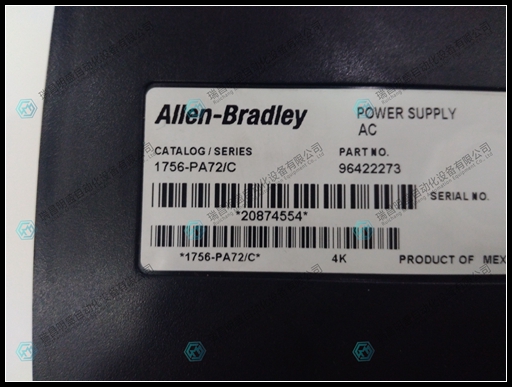 Allen-Bradley
POWER SUPPLY
AC
CATALOG / SERIES
PART NO.
1756-PA72/C
96422273
SERIAL NO.
*20874554*
*1756-PA72/C*
4K
PRODUCT OF MEX